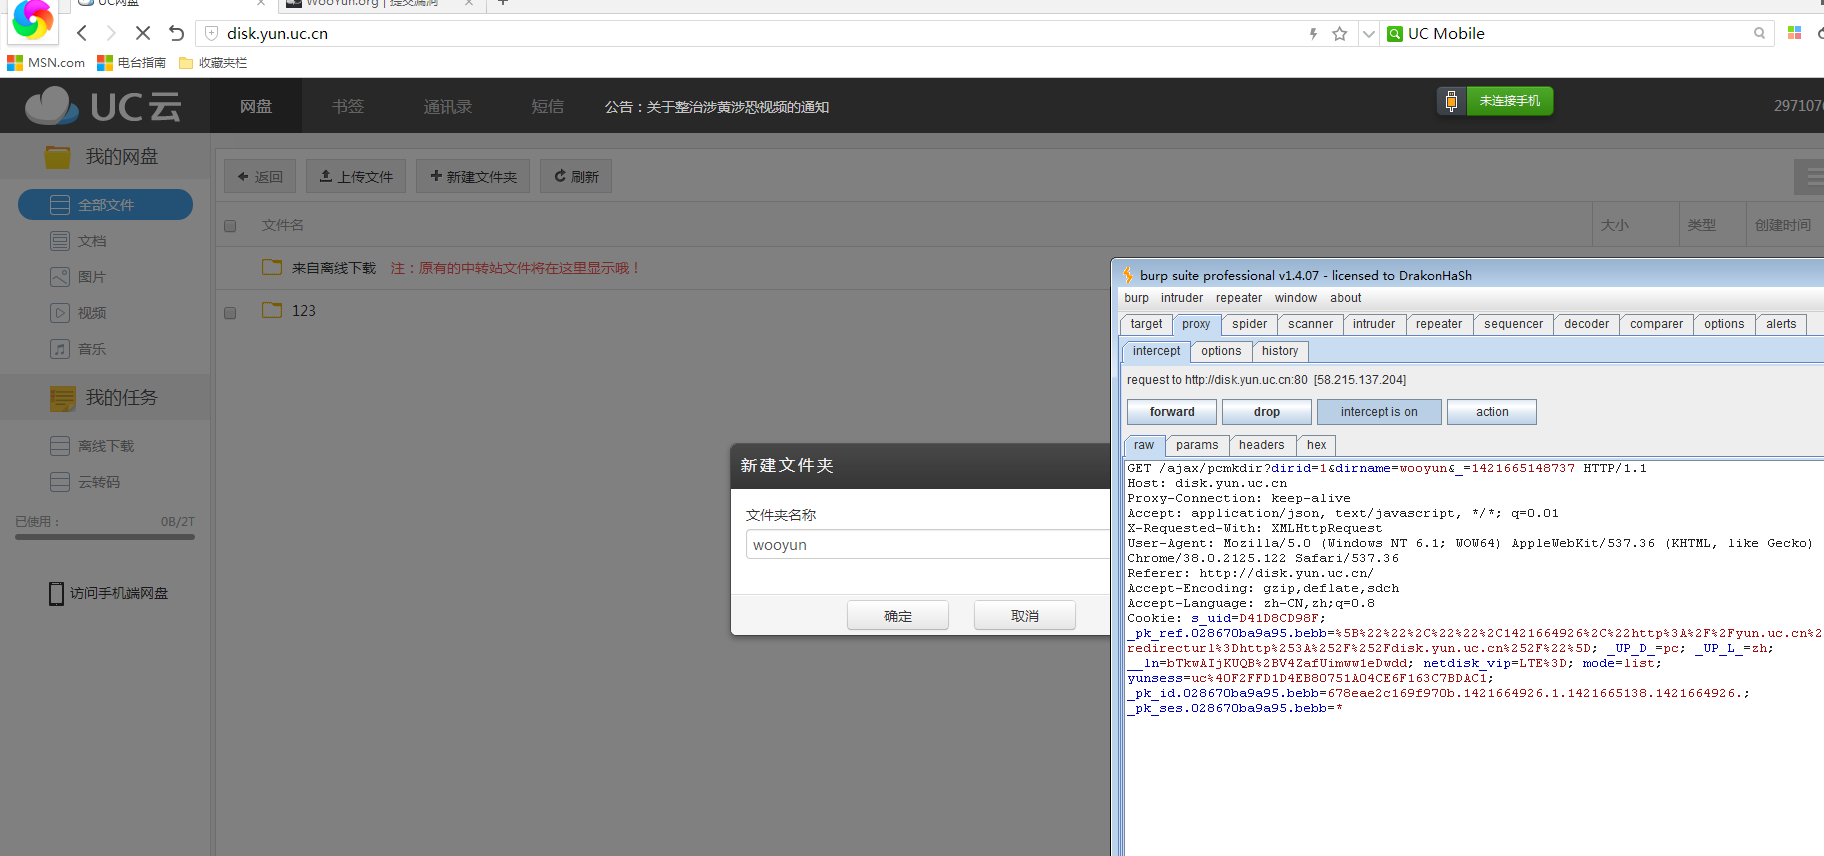 UC网盘
WooYun.org | 提交漏洞
disk.yun.uc.cn
UC Mobile
MSN.com 电台指南 收藏夹栏
UC云 网盘 书签 通讯录 短信 公告：关于整治涉黄涉恐视频的通知 未连接手机 297107
我的网盘
全部文件
文档
图片
视频
音乐
我的任务
离线下载
云转码
已使用： 0B/2T
访问手机端网盘
返回 上传文件 新建文件夹 刷新
文件名 大小 类型 创建时间
来自离线下载 注：原有的中转站文件将在这里显示哦！
123
新建文件夹
文件夹名称
wooyun
确定 取消
burp suite professional v1.4.07 - licensed to DrakonHaSh
burp intruder repeater window about
target proxy spider scanner intruder repeater sequencer decoder comparer options alerts
intercept options history
request to http://disk.yun.uc.cn:80 [58.215.137.204]
forward drop intercept is on action
raw params headers hex
GET /ajax/pcmkdir?dirid=1&dirname=wooyun&_=1421665148737 HTTP/1.1
Host: disk.yun.uc.cn
Proxy-Connection: keep-alive
Accept: application/json, text/javascript, */*; q=0.01
X-Requested-With: XMLHttpRequest
User-Agent: Mozilla/5.0 (Windows NT 6.1; WOW64) AppleWebKit/537.36 (KHTML, like Gecko)
Chrome/38.0.2125.122 Safari/537.36
Referer: http://disk.yun.uc.cn/
Accept-Encoding: gzip,deflate,sdch
Accept-Language: zh-CN,zh;q=0.8
Cookie: s_uid=D41D8CD98F;
_pk_ref.028670ba9a95.bebb=%5B%22%22%2C%22%22%2C1421664926%2C%22http%3A%2F%2Fyun.uc.cn%2
redirecturl%3Dhttp%253A%252F%252Fdisk.yun.uc.cn%252F%22%5D; _UP_D_=pc; _UP_L_=zh;
__ln=bTkwAIjKUQB%2BV4ZafUimww1eDwdd; netdisk_vip=LTE%3D; mode=list;
yunsess=uc%40F2FFD1D4EB80751A04CE6F163C7BDAC1;
_pk_id.028670ba9a95.bebb=678eae2c169f970b.1421664926.1.1421665138.1421664926.;
_pk_ses.028670ba9a95.bebb=*